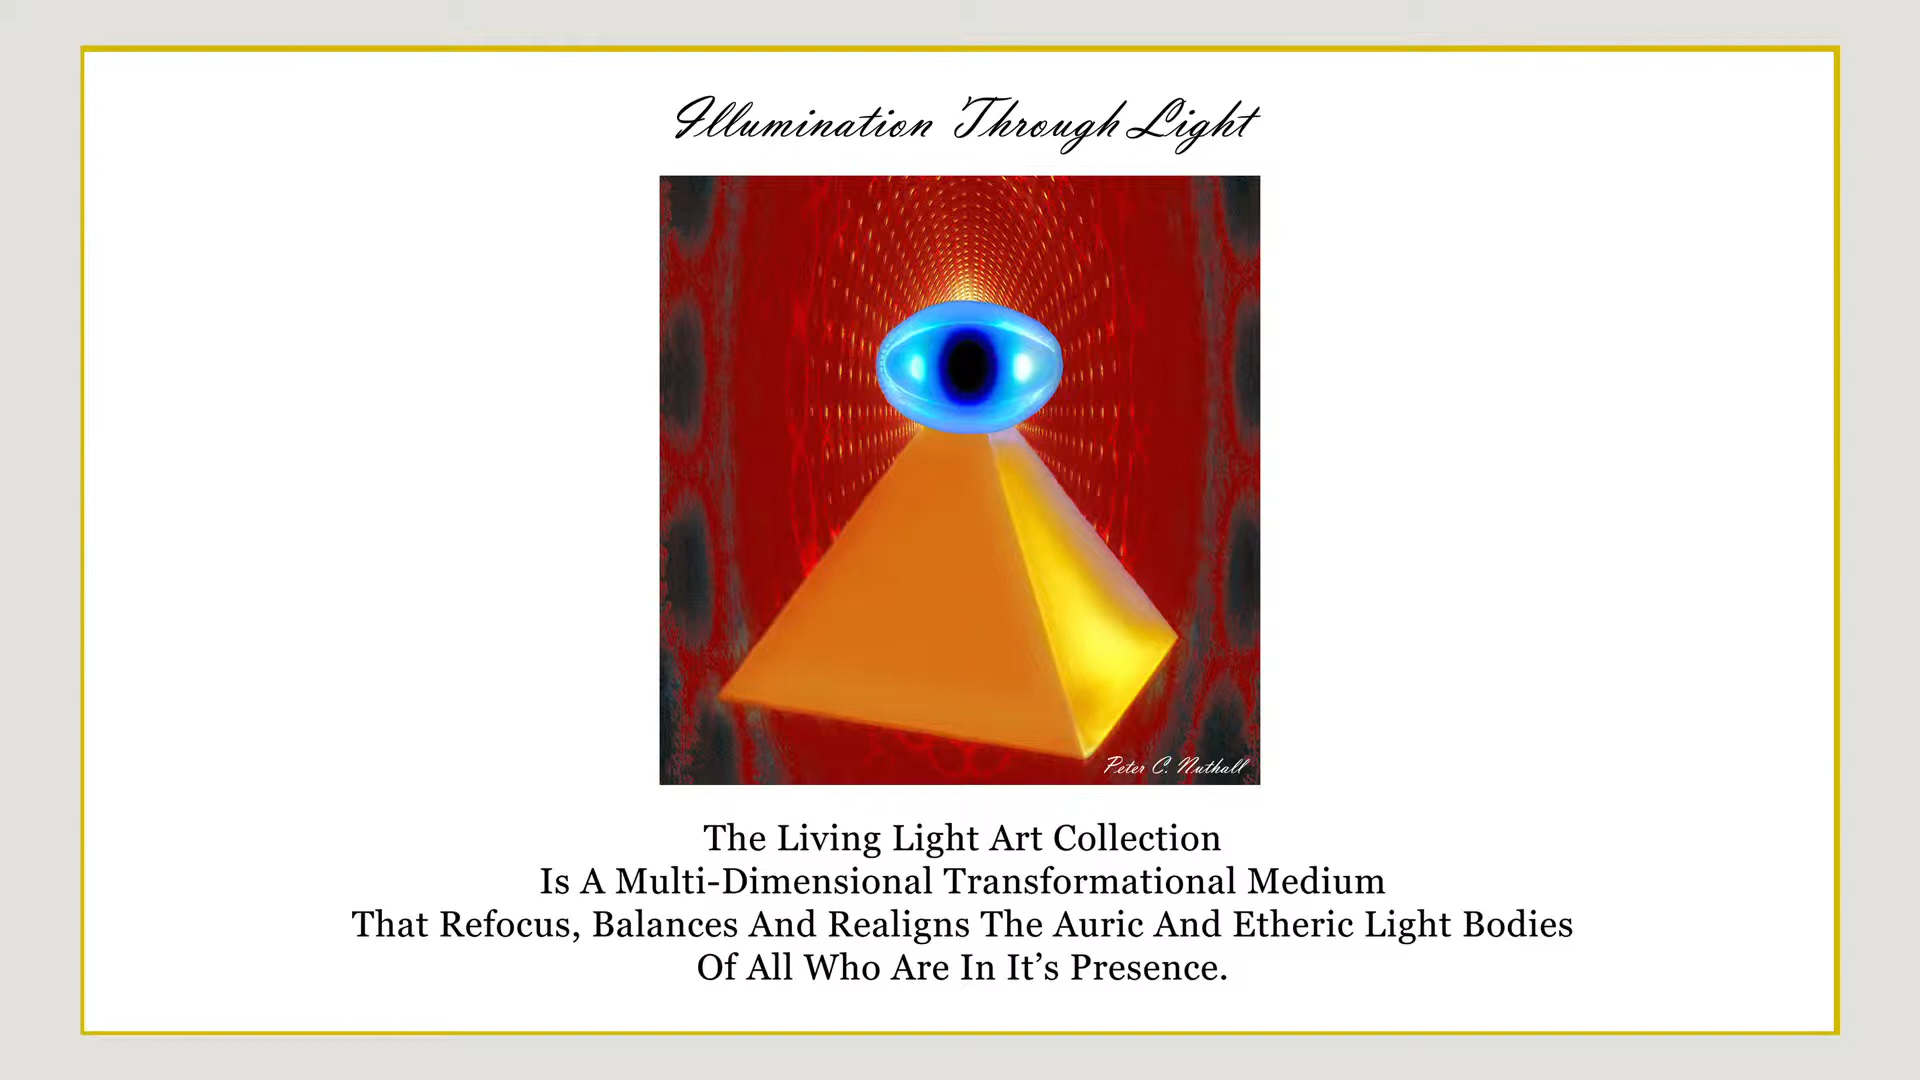 Illumination Through Light
Peter C. Nuthall
The Living Light Art Collection
Is A Multi-Dimensional Transformational Medium
That Refocus, Balances And Realigns The Auric And Etheric Light Bodies
Of All Who Are In It’s Presence.